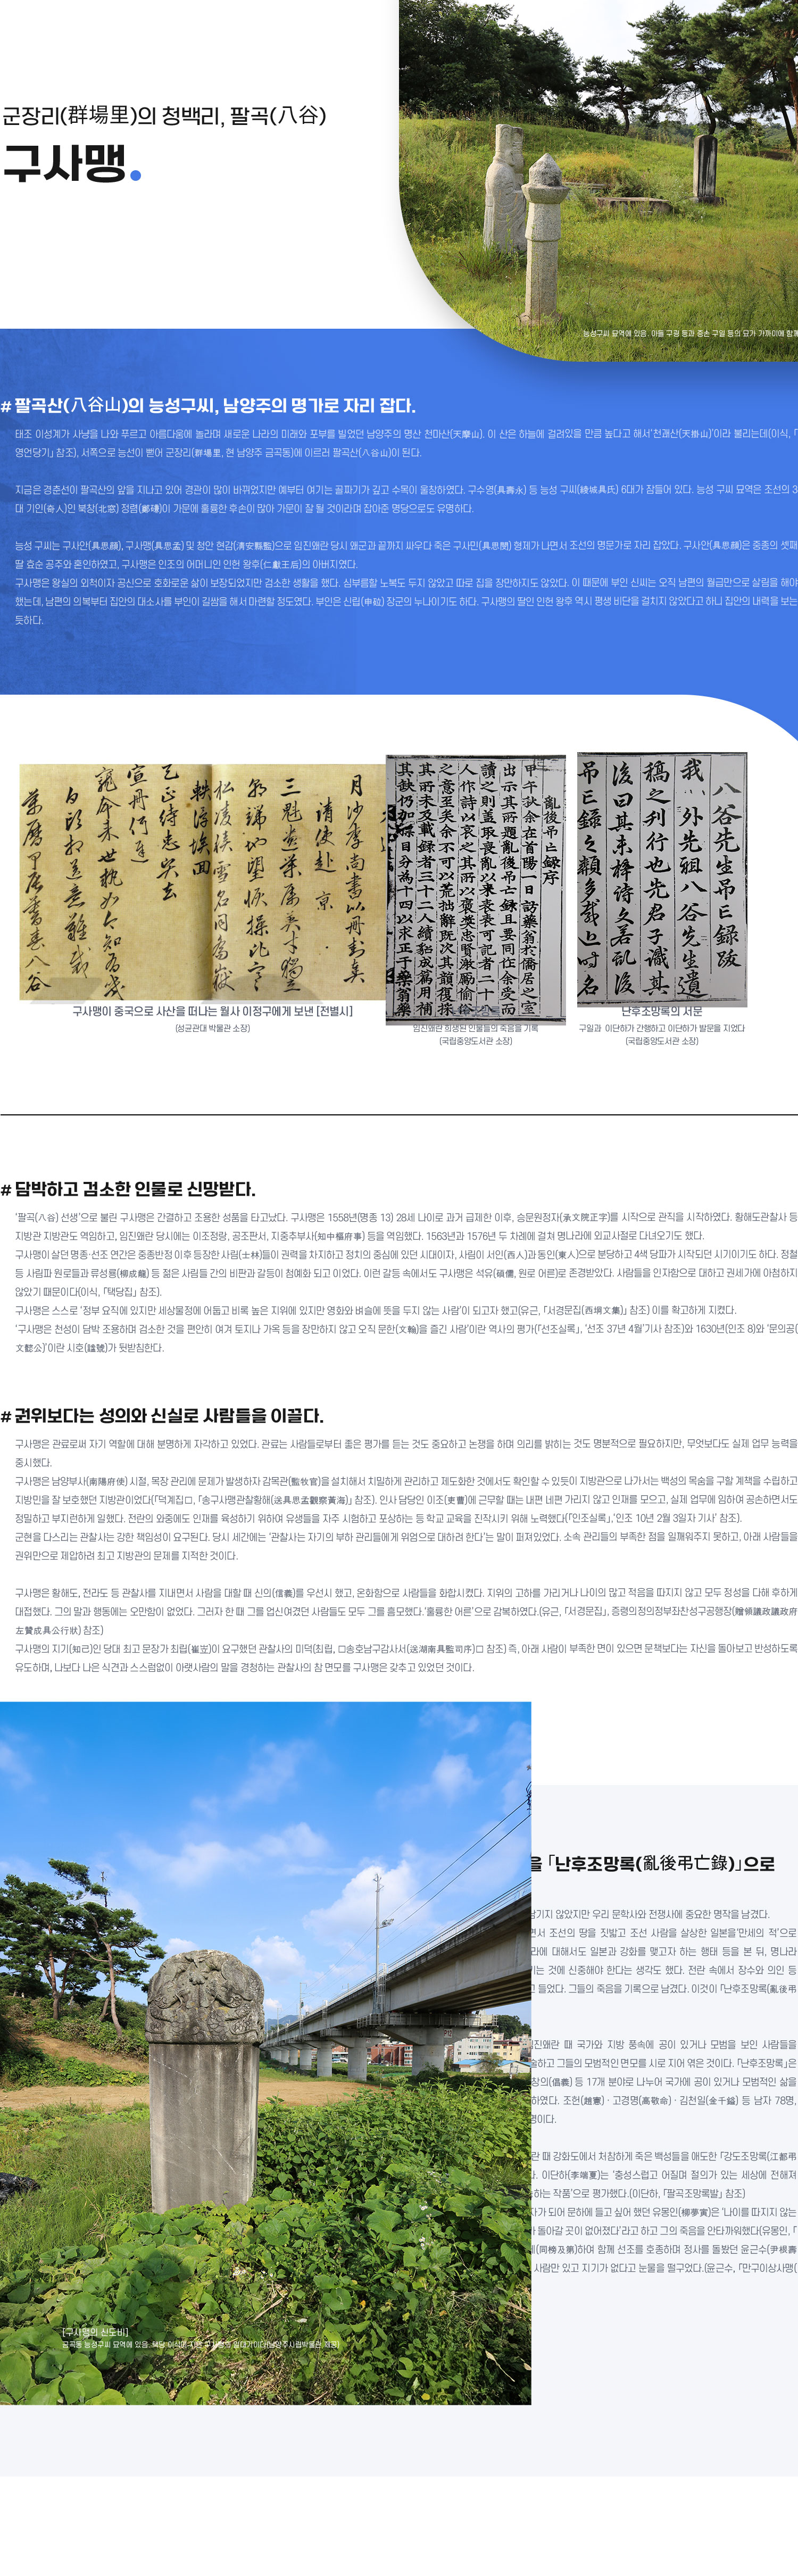 군장리(群場里)의 청백리, 팔곡(八谷)
구사맹.
능성구씨 묘역에 있음. 아들 구굉 등과 증손 구일 등의 묘가 가까이에 함께
# 팔곡산(八谷山)의 능성구씨, 남양주의 명가로 자리 잡다.
태조 이성계가 사냥을 나와 푸르고 아름다움에 놀라며 새로운 나라의 미래와 포부를 빌었던 남양주의 명산 천마산(天摩山). 이 산은 하늘에 걸려있을 만큼 높다고 해서'천괘산(天掛山)'이라 불리는데(이식, 「
영언당기」 참조), 서쪽으로 능선이 뻗어 군장리(群場里, 현 남양주 금곡동)에 이르러 팔곡산(八谷山)이 된다.
지금은 경춘선이 팔곡산의 앞을 지나고 있어 경관이 많이 바뀌었지만 예부터 여기는 골짜기가 깊고 수목이 울창하였다. 구수영(具壽永) 등 능성 구씨(綾城具氏) 6대가 잠들어 있다. 능성 구씨 묘역은 조선의 3
대 기인(奇人)인 북창(北窓) 정렴(鄭磏)이 가문에 훌륭한 후손이 많아 가문이 잘 될 것이라며 잡아준 명당으로도 유명하다.
능성 구씨는 구사안(具思顔), 구사맹(具思孟) 및 청안 현감(淸安縣監)으로 임진왜란 당시 왜군과 끝까지 싸우다 죽은 구사민(具思閔) 형제가 나면서 조선의 명문가로 자리 잡았다. 구사안(具思顔)은 중종의 셋째
딸 효순 공주와 혼인하였고, 구사맹은 인조의 어머니인 인헌 왕후(仁獻王后)의 아버지였다.
구사맹은 왕실의 외척이자 공신으로 호화로운 삶이 보장되었지만 검소한 생활을 했다. 심부름할 노복도 두지 않았고 따로 집을 장만하지도 않았다. 이 때문에 부인 신씨는 오직 남편의 월급만으로 살림을 해야
했는데, 남편의 의복부터 집안의 대소사를 부인이 길쌈을 해서 마련할 정도였다. 부인은 신립(申砬) 장군의 누나이기도 하다. 구사맹의 딸인 인헌 왕후 역시 평생 비단을 걸치지 않았다고 하니 집안의 내력을 보는
듯하다.
구사맹이 중국으로 사산을 떠나는 월사 이정구에게 보낸 [전별시]
(성균관대 박물관 소장)
임진왜란 희생된 인물들의 죽음을 기록
(국립중앙도서관 소장)
난후조망록의 서문
구일과 이단하가 간행하고 이단하가 발문을 지었다
(국립중앙도서관 소장)
# 담박하고 검소한 인물로 신망받다.
'팔곡(八谷) 선생'으로 불린 구사맹은 간결하고 조용한 성품을 타고났다. 구사맹은 1558년(명종 13) 28세 나이로 과거 급제한 이후, 승문원정자(承文院正字)를 시작으로 관직을 시작하였다. 황해도관찰사 등
지방관 지방관도 역임하였고, 임진왜란 당시에는 이조정랑, 공조판서, 지중추부사(知中樞府事) 등을 역임했다. 1563년과 1576년 두 차례에 걸쳐 명나라에 외교사절로 다녀오기도 했다.
구사맹이 살던 명종·선조 연간은 중종반정 이후 등장한 사림(士林)들이 권력을 차지하고 정치의 중심에 있던 시대이자, 사림이 서인(西人)과 동인(東人)으로 분당하고 4색 당파가 시작되던 시기이기도 하다. 정철
등 사림파 원로들과 류성룡(柳成龍) 등 젊은 사림들 간의 비판과 갈등이 첨예화 되고 이었다. 이런 갈등 속에서도 구사맹은 석유(碩儒, 원로 어른)로 존경받았다. 사람들을 인자함으로 대하고 권세가에 아첨하지
않았기 때문이다(이식, 「택당집」 참조).
구사맹은 스스로 '정부 요직에 있지만 세상물정에 어둡고 비록 높은 지위에 있지만 영화와 벼슬에 뜻을 두지 않는 사람'이 되고자 했고(유근, 「서경문집(西坰文集)」 참조) 이를 확고하게 지켰다.
'구사맹은 천성이 담박 조용하며 검소한 것을 편안히 여겨 토지나 가옥 등을 장만하지 않고 오직 문한(文翰)을 즐긴 사람'이란 역사의 평가(「선조실록」, '선조 37년 4월'기사 참조)와 1630년(인조 8)와 '문의공(
文懿公)'이란 시호(諡號)가 뒷받침한다.
# 권위보다는 성의와 신실로 사람들을 이끌다.
구사맹은 관료로써 자기 역할에 대해 분명하게 자각하고 있었다. 관료는 사람들로부터 좋은 평가를 듣는 것도 중요하고 논쟁을 하며 의리를 밝히는 것도 명분적으로 필요하지만, 무엇보다도 실제 업무 능력을
중시했다.
구사맹은 남양부사(南陽府使) 시절, 목장 관리에 문제가 발생하자 감목관(監牧官)을 설치해서 치밀하게 관리하고 제도화한 것에서도 확인할 수 있듯이 지방관으로 나가서는 백성의 목숨을 구할 계책을 수립하고
지방민을 잘 보호했던 지방관이었다(「덕계집□, 「송구사맹관찰황해(送具思孟觀察黃海)」 참조). 인사 담당인 이조(吏曹)에 근무할 때는 내편 네편 가리지 않고 인재를 모으고, 실제 업무에 임하여 공손하면서도
정밀하고 부지런하게 일했다. 전란의 와중에도 인재를 육성하기 위하여 유생들을 자주 시험하고 포상하는 등 학교 교육을 진작시키 위해 노력했다(「인조실록」,'인조 10년 2월 3일자 기사' 참조).
군현을 다스리는 관찰사는 강한 책임성이 요구된다. 당시 세간에는 '관찰사는 자기의 부하 관리들에게 위엄으로 대하려 한다'는 말이 퍼져있었다. 소속 관리들의 부족한 점을 일깨워주지 못하고, 아래 사람들을
권위만으로 제압하려 최고 지방관의 문제를 지적한 것이다.
구사맹은 황해도, 전라도 등 관찰사를 지내면서 사람을 대할 때 신의(信義)를 우선시 했고, 온화함으로 사람들을 화합시켰다. 지위의 고하를 가리거나 나이의 많고 적음을 따지지 않고 모두 정성을 다해 후하게
대접했다. 그의 말과 행동에는 오만함이 없었다. 그러자 한 때 그를 업신여겼던 사람들도 모두 그를 흠모했다.'훌륭한 어른'으로 감복하였다.(유근, 「서경문집」, 증령의정의정부좌찬성구공행장(贈領議政議政府
左贊成具公行狀) 참조)
구사맹의 지기(知己)인 당대 최고 문장가 최립(崔岦)이 요구했던 관찰사의 미덕(최립, □송호남구감사서(送湖南具監司序)□ 참조) 즉, 아래 사람이 부족한 면이 있으면 문책보다는 자신을 돌아보고 반성하도록
유도하며, 나보다 나은 식견과 스스럼없이 아랫사람의 말을 경청하는 관찰사의 참 면모를 구사맹은 갖추고 있었던 것이다.
을 「난후조망록(亂後弔亡錄)」으로
남기지 않았지만 우리 문학사와 전쟁사에 중요한 명작을 남겼다.
면서 조선의 땅을 짓밟고 조선 사람을 살상한 일본을'만세의 적'으로
라에 대해서도 일본과 강화를 맺고자 하는 행태 등을 본 뒤, 명나라
기는 것에 신중해야 한다는 생각도 했다. 전란 속에서 장수와 의인 등
고 들었다. 그들의 죽음을 기록으로 남겼다. 이것이 「난후조망록(亂後弔
임진왜란 때 국가와 지방 풍속에 공이 있거나 모범을 보인 사람들을
술하고 그들의 모범적인 면모를 시로 지어 엮은 것이다. 「난후조망록」은
창의(倡義) 등 17개 분야로 나누어 국가에 공이 있거나 모범적인 삶을
하였다. 조헌(趙憲) · 고경명(高敬命) · 김천일(金千鎰) 등 남자 78명,
명이다.
란 때 강화도에서 처참하게 죽은 백성들을 애도한 「강도조망록(江都弔
다. 이단하(李端夏)는 '충성스럽고 어질며 절의가 있는 세상에 전해져
하는 작품'으로 평가했다.(이단하, 「팔곡조망록발」 참조)
자가 되어 문하에 들고 싶어 했던 유몽인(柳夢寅)은 '나이를 따지지 않는
가 돌아갈 곳이 없어졌다'라고 하고 그의 죽음을 안타까워했다(유몽인, 「
제(同榜及第)하여 함께 선조를 호종하며 정사를 돌봤던 윤근수(尹根壽
사람만 있고 지기가 없다고 눈물을 떨구었다.(윤근수, 「만구이상사맹(
[구사맹의 신도비]